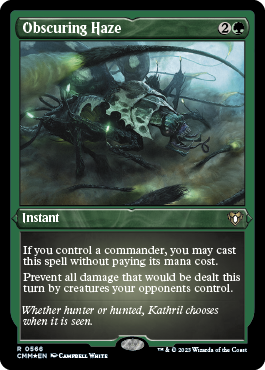 Obscuring Haze 2
Instant
If you control a commander, you may cast
this spell without paying its mana cost.
Prevent all damage that would be dealt this
turn by creatures your opponents control.
Whether hunter or hunted, Kathril chooses
when it is seen.
R 0566
CMM★EN CAMPBELL WHITE
™ & © 2023 Wizards of the Coast